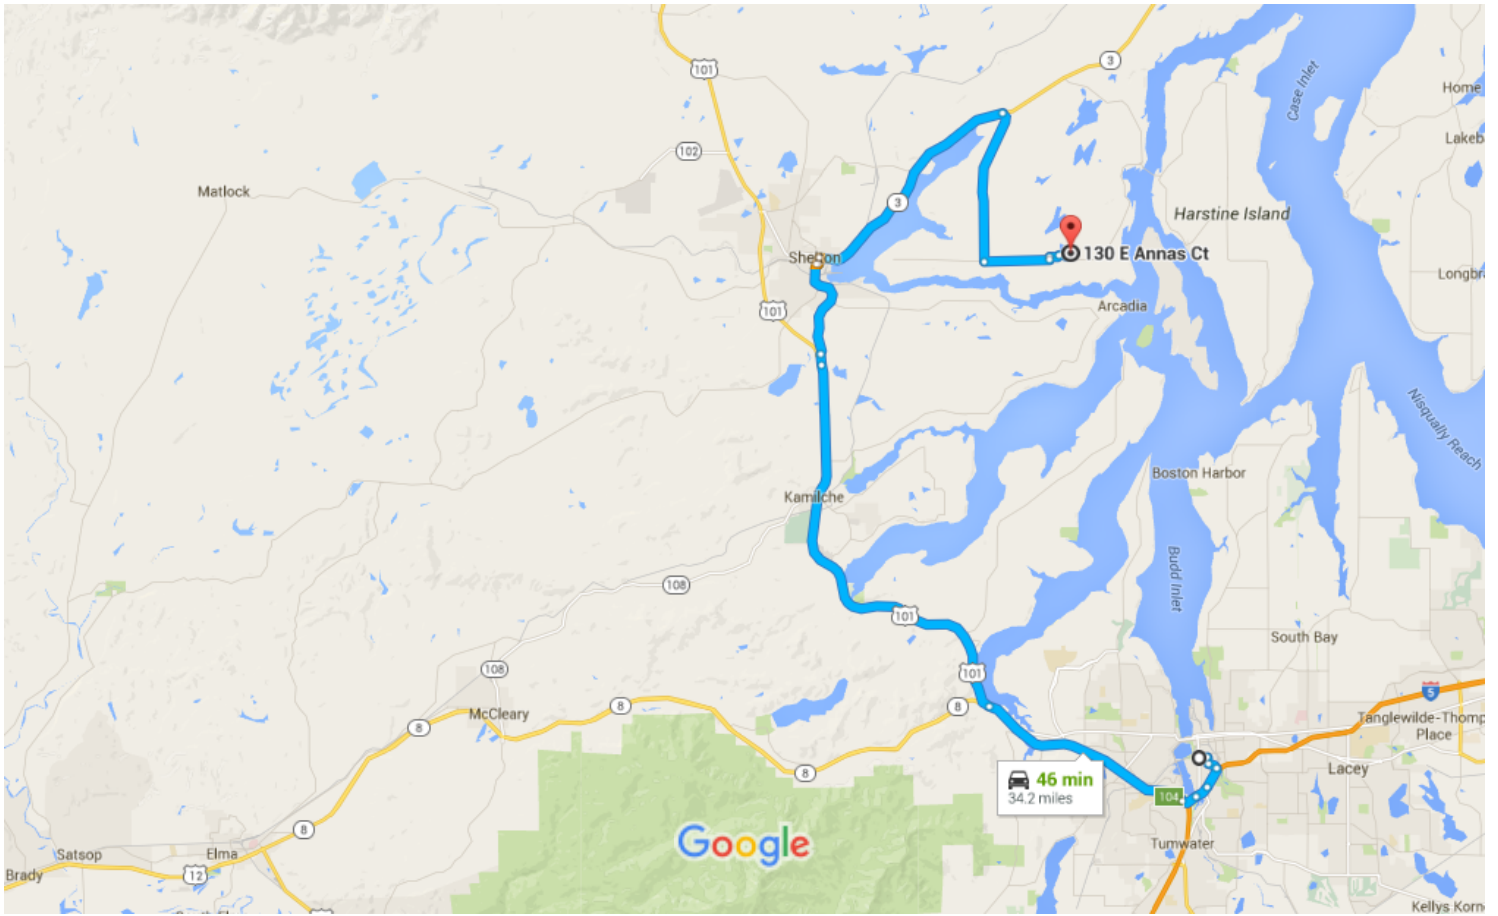 3
101
Case Inlet
Home
102
Lakeb
Matlock
3
Harstine Island
Shelton
130 E Annas Ct
Longbra
101
Arcadia
Nisqually Reach
Boston Harbor
Kamilche
Budd Inlet
108
101
South Bay
108
101
5
8
8
McCleary
8
Tanglewilde-Thomp
Place
Lacey
8
46 min
34.2 miles
104
8
Google
Tumwater
Satsop
Elma
Brady
12
Kellys Korn